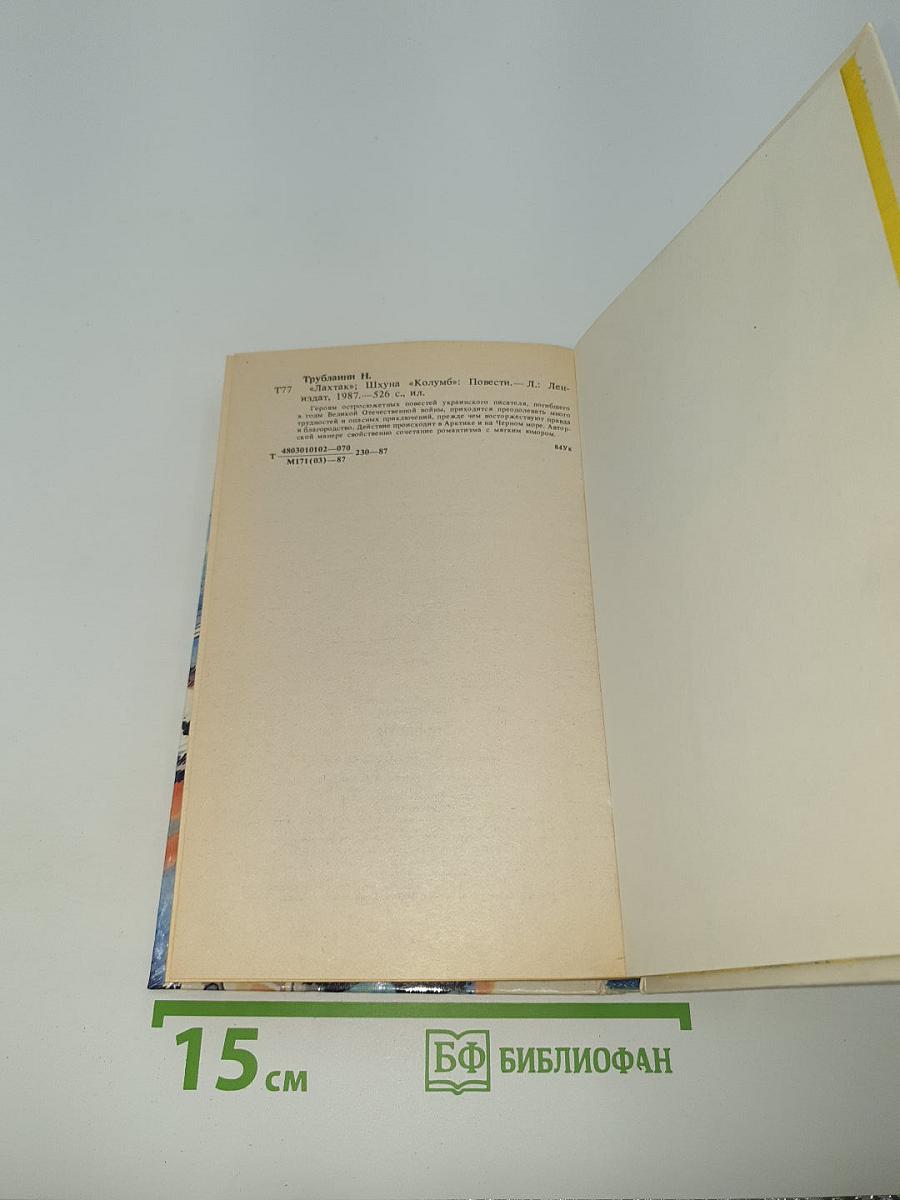 Трублаини Н.
Т77 «Лахтак»; Шхуна «Колумб»: Повести.— Л.: Лен-
издат, 1987.—526 с., ил.
Героям остросюжетных повестей украинского писателя, погибшего
в годы Великой Отечественной войны, приходится преодолевать много
трудностей и опасных приключений, прежде чем восторжествуют правда
и благородство. Действие происходит в Арктике и на Черном море. Автор-
ской манере свойственно сочетание романтизма с мягким юмором.
Т 4803010102—070 230—87 84Ук
М171(03)—87
15 см
БФ БИБЛИОФАН